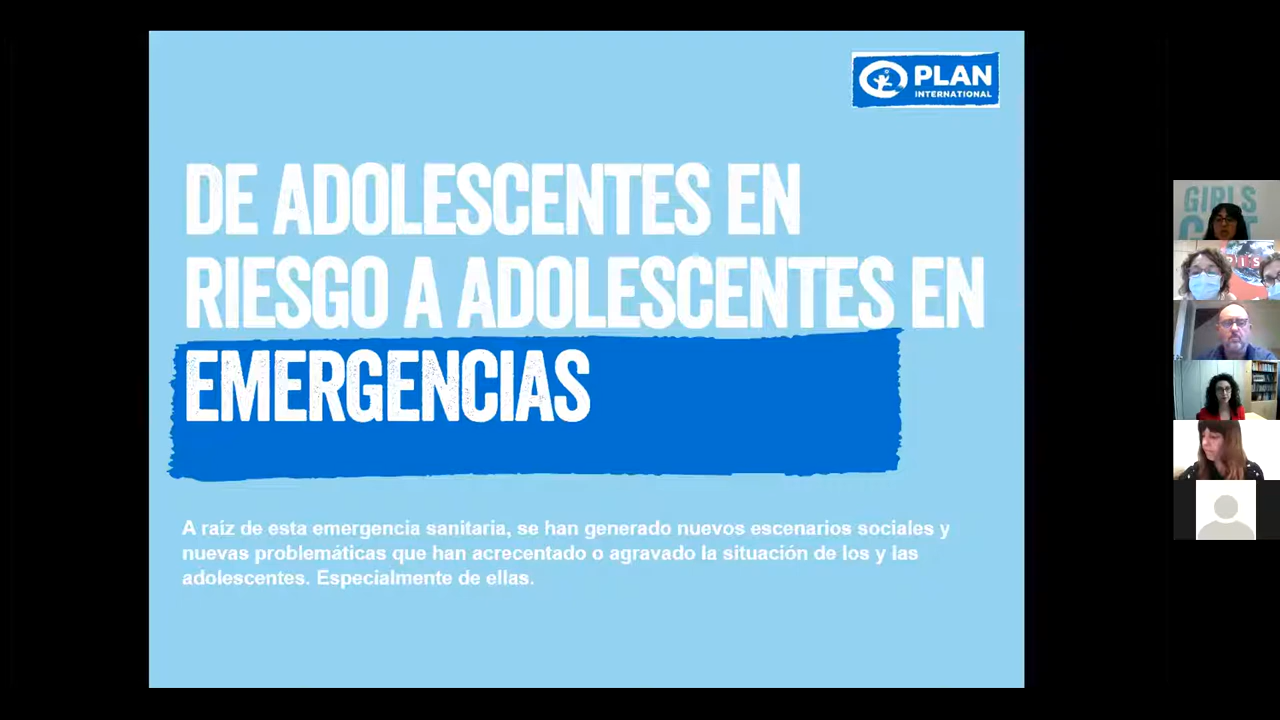 PLAN
INTERNATIONAL
DE ADOLESCENTES EN
RIESGO A ADOLESCENTES EN
EMERGENCIAS
A raíz de esta emergencia sanitaria, se han generado nuevos escenarios sociales y
nuevas problemáticas que han acrecentado o agravado la situación de los y las
adolescentes. Especialmente de ellas.
GIRLS